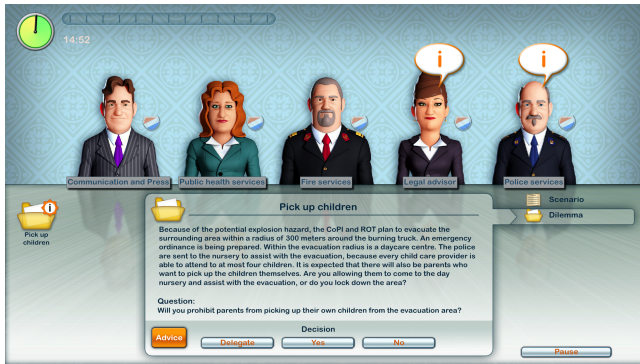 14:52
i
i
Communication and Press
Public health services
Fire services
Legal advisor
Police services
i
Pick up
children
Pick up children
Because of the potential explosion hazard, the CoPI and ROT plan to evacuate the
surrounding area within a radius of 300 meters around the burning truck. An emergency
ordinance is being prepared. Within the evacuation radius is a daycare centre. The police
are sent to the nursery to assist with the evacuation, because every child care provider is
able to attend to at most four children. It is expected that there will also be parents who
want to pick up the children themselves. Are you allowing them to come to the day
nursery and assist with the evacuation, or do you lock down the area?
Question:
Will you prohibit parents from picking up their own children from the evacuation area?
Decision
Advice
Delegate
Yes
No
Scenario
Dilemma
Pause